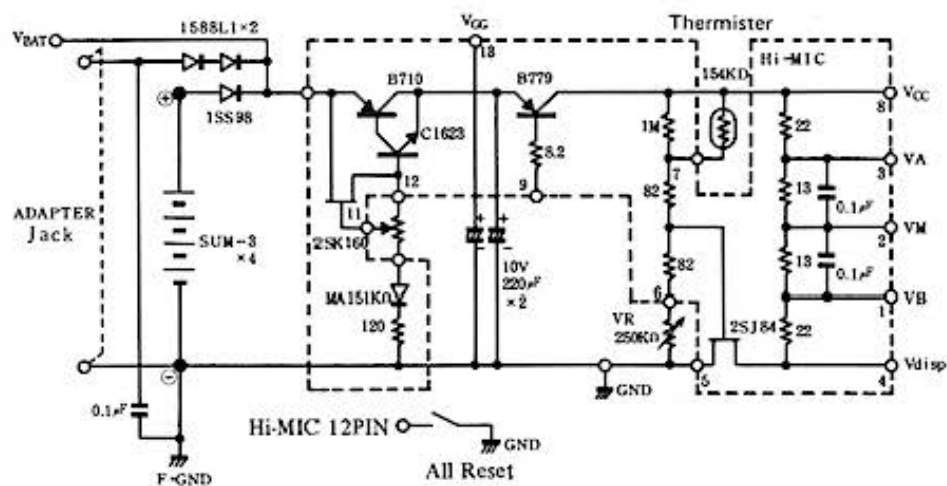 1588L1×2
VBAT
VGG
18
Thermister
Hi-MIC
154KΩ
B710
B779
1SS98
VCC
8
C1623
1M
22
8.2
VA
3
12
9
7
13
0.1μF
82
11
ADAPTER
Jack
SUM-3
×4
2SK160
VM
2
10V
220μF
×2
13
0.1μF
82
MA151KΩ
6
VB
1
120
VR
250KΩ
2SJ84
22
5
Vdisp
4
GND
0.1μF
Hi-MIC 12PIN
GND
F·GND
All Reset